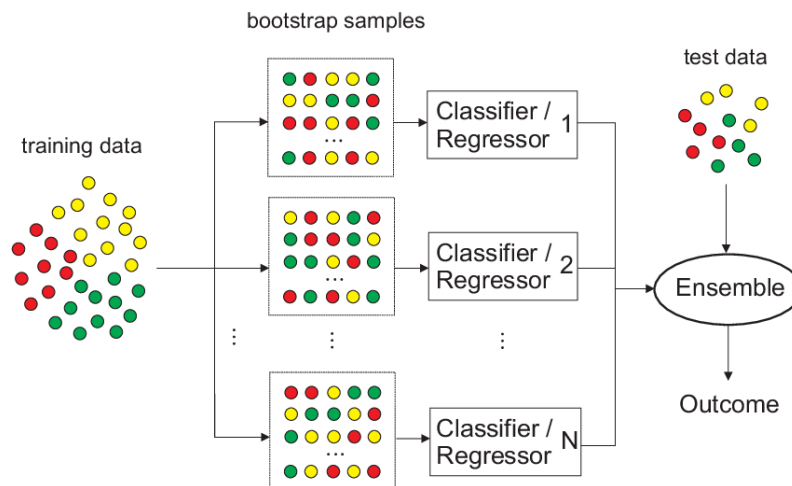 bootstrap samples
test data
training data
...
Classifier /
Regressor 1
...
Classifier /
Regressor 2
Ensemble
...
...
...
...
Classifier /
Regressor N
Outcome